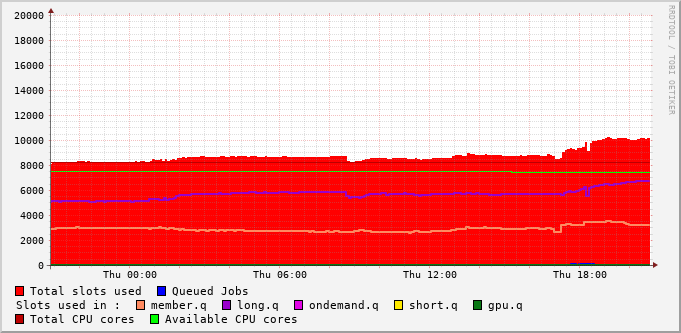 RRDTOOL / TOBI OETIKER
20000
18000
16000
14000
12000
10000
8000
6000
4000
2000
0
Thu 00:00 Thu 06:00 Thu 12:00 Thu 18:00
Total slots used Queued Jobs
Slots used in : member.q long.q ondemand.q short.q gpu.q
Total CPU cores Available CPU cores